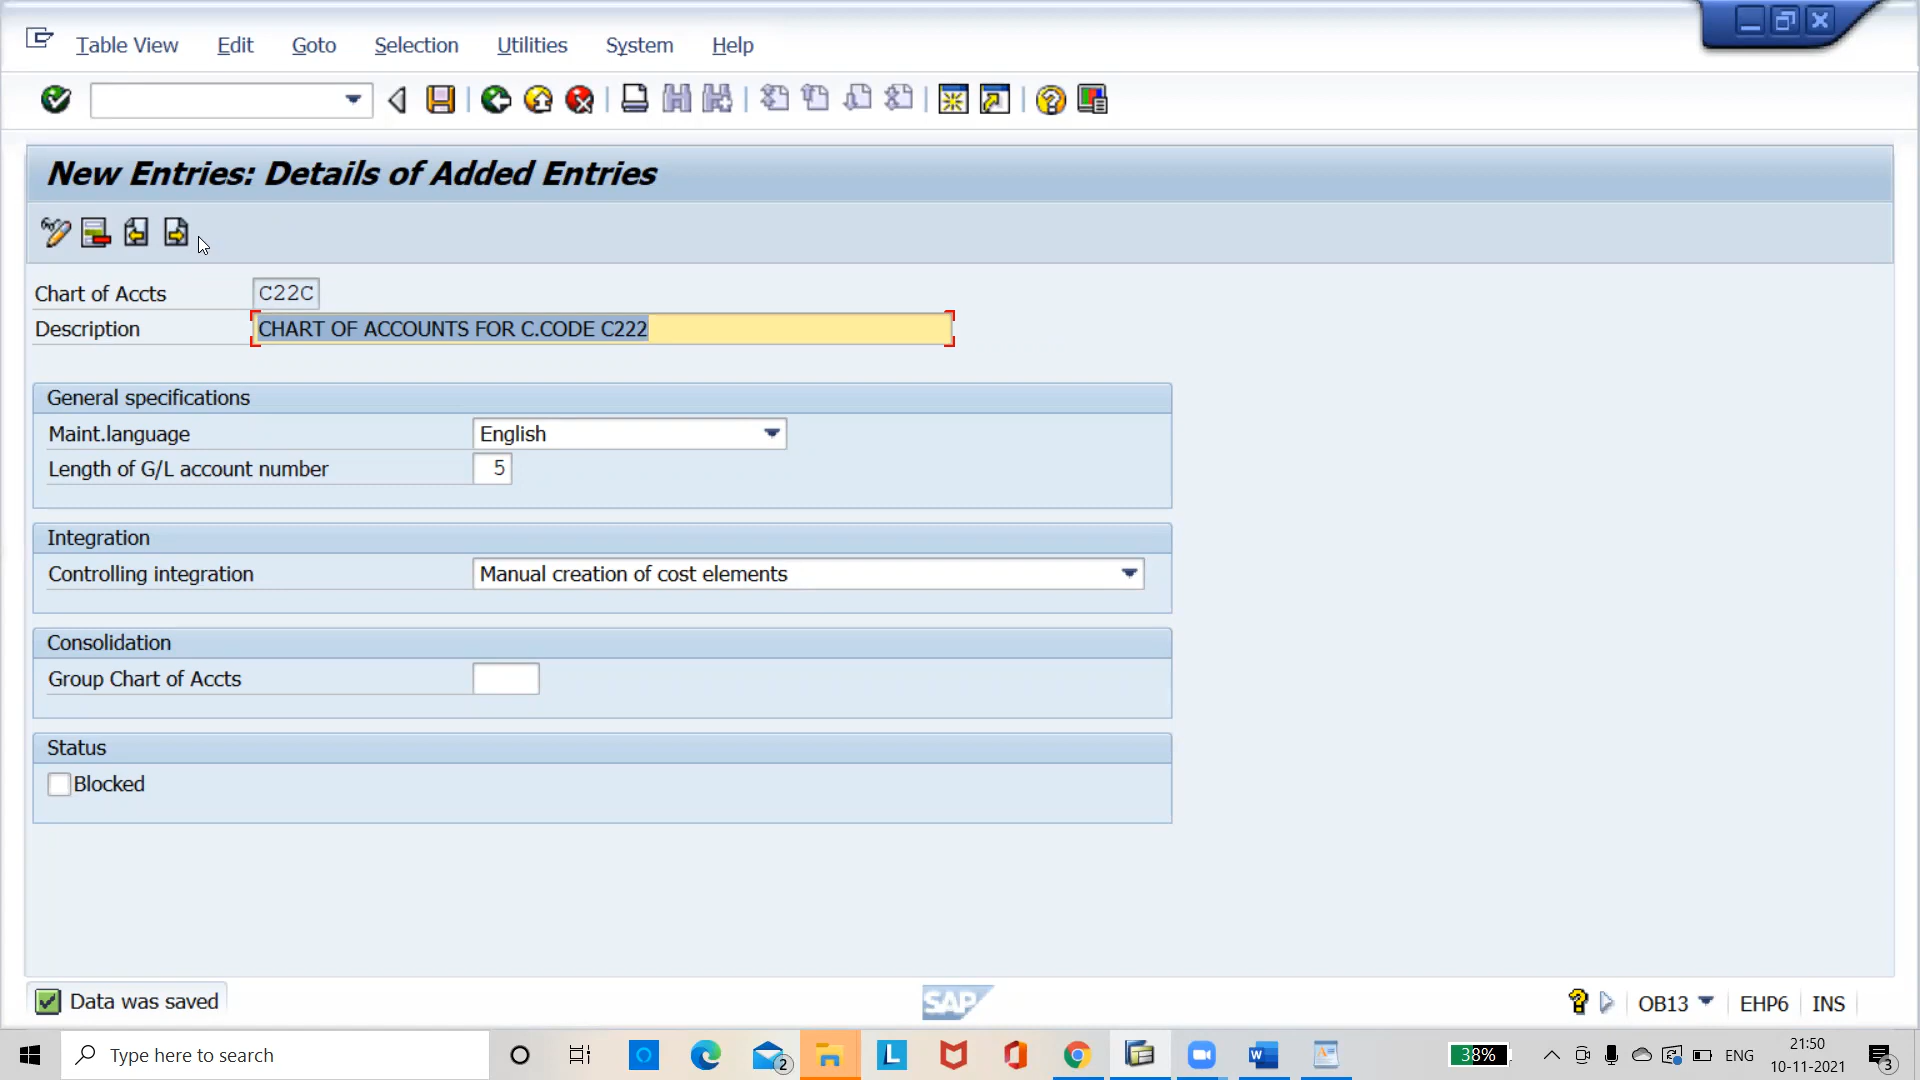 Table View Edit Goto Selection Utilities System Help
New Entries: Details of Added Entries
Chart of Accts C22C
Description CHART OF ACCOUNTS FOR C.CODE C222
General specifications
Maint.language English
Length of G/L account number 5
Integration
Controlling integration Manual creation of cost elements
Consolidation
Group Chart of Accts
Status
Blocked
Data was saved SAP OB13 EHP6 INS
Type here to search 2 L 38% ENG 21:50
10-11-2021 3